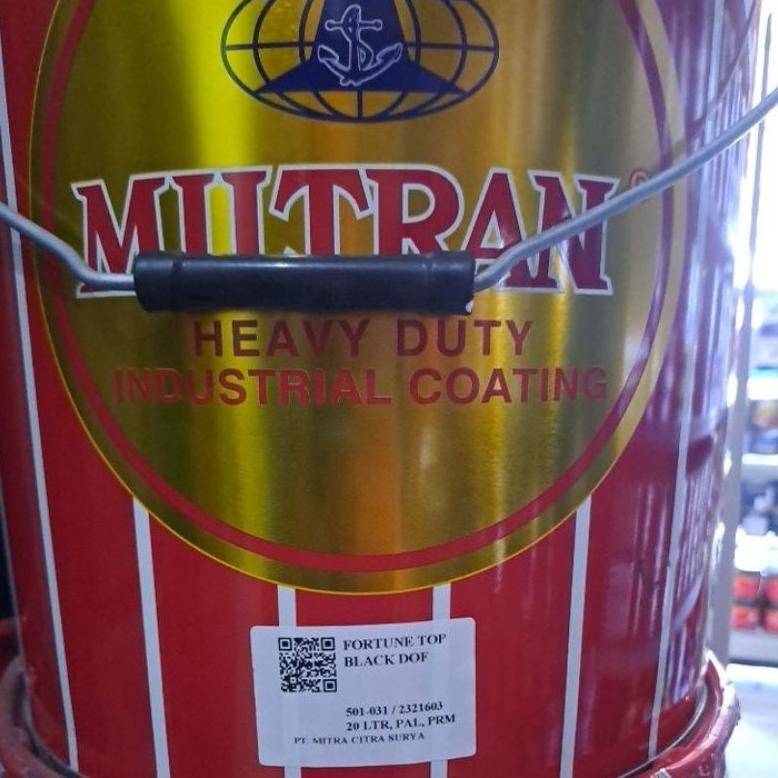 MUTRAN
HEAVY DUTY
INDUSTRIAL COATING
FORTUNE TOP
BLACK DOF
501-031 / 2321603
20 LTR, PAL, PRM
PT. MITRA CITRA SURYA